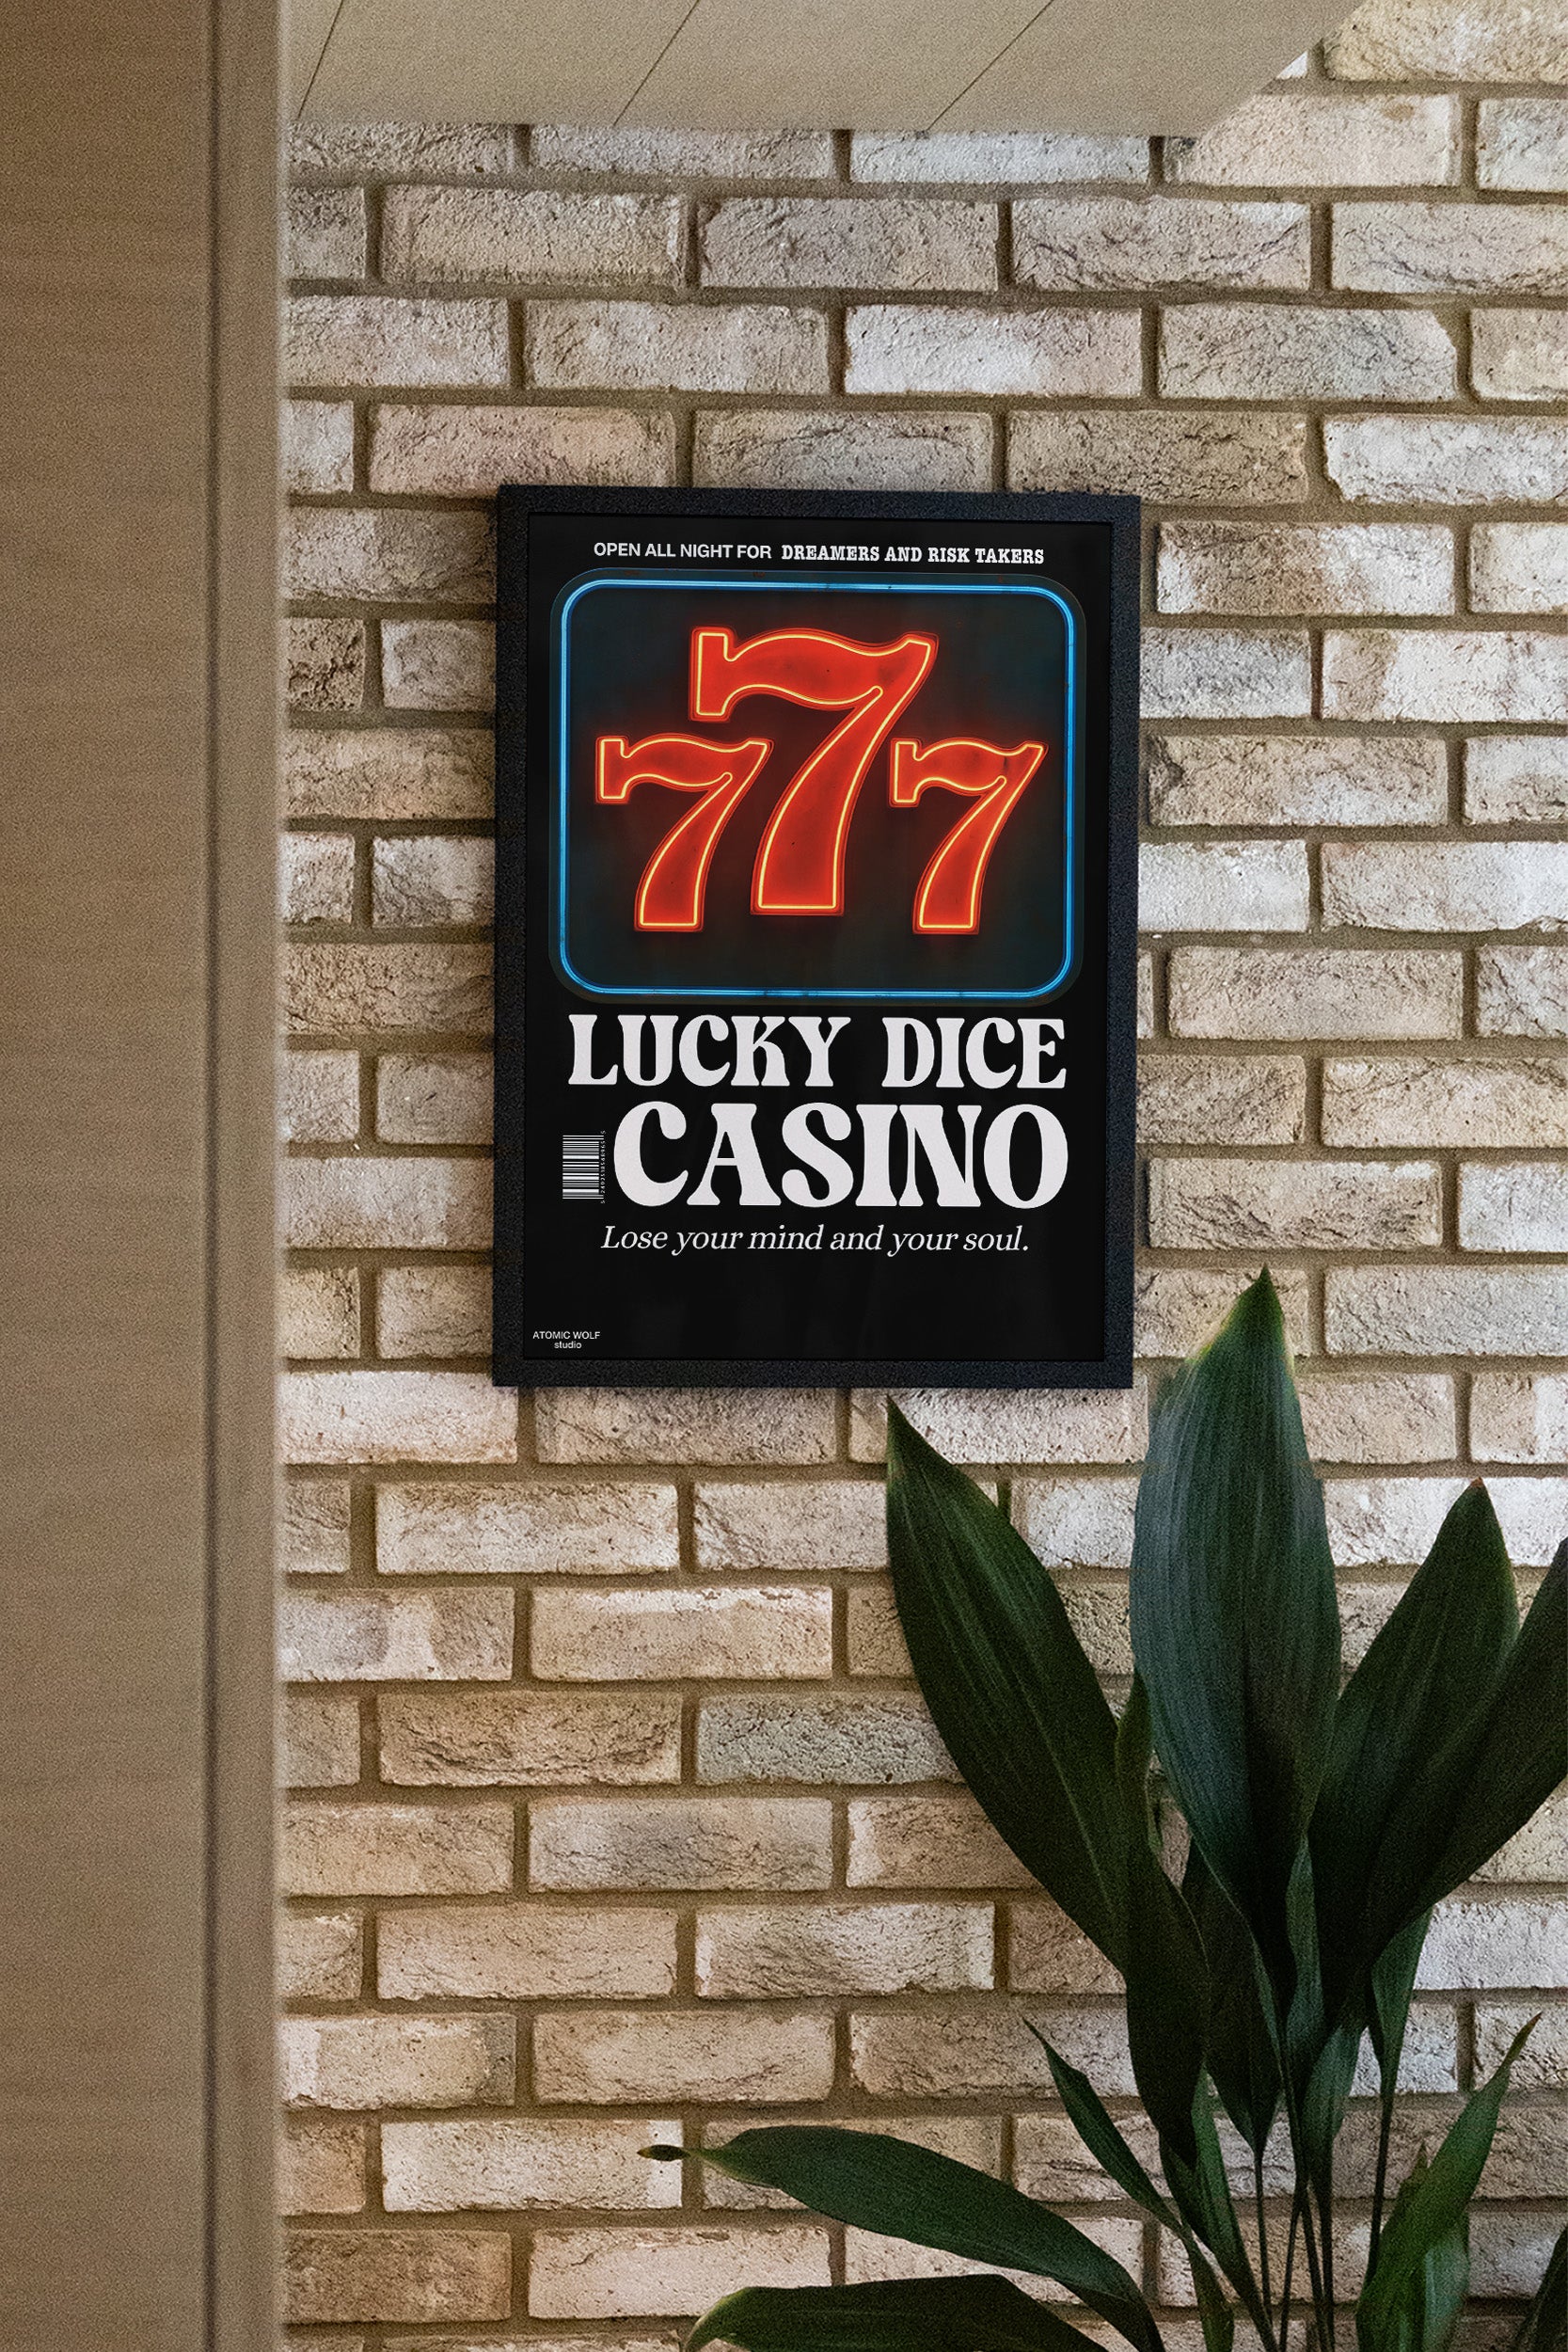 OPEN ALL NIGHT FOR DREAMERS AND RISK TAKERS
777
LUCKY DICE
CASINO
Lose your mind and your soul.
ATOMIC WOLF
studio